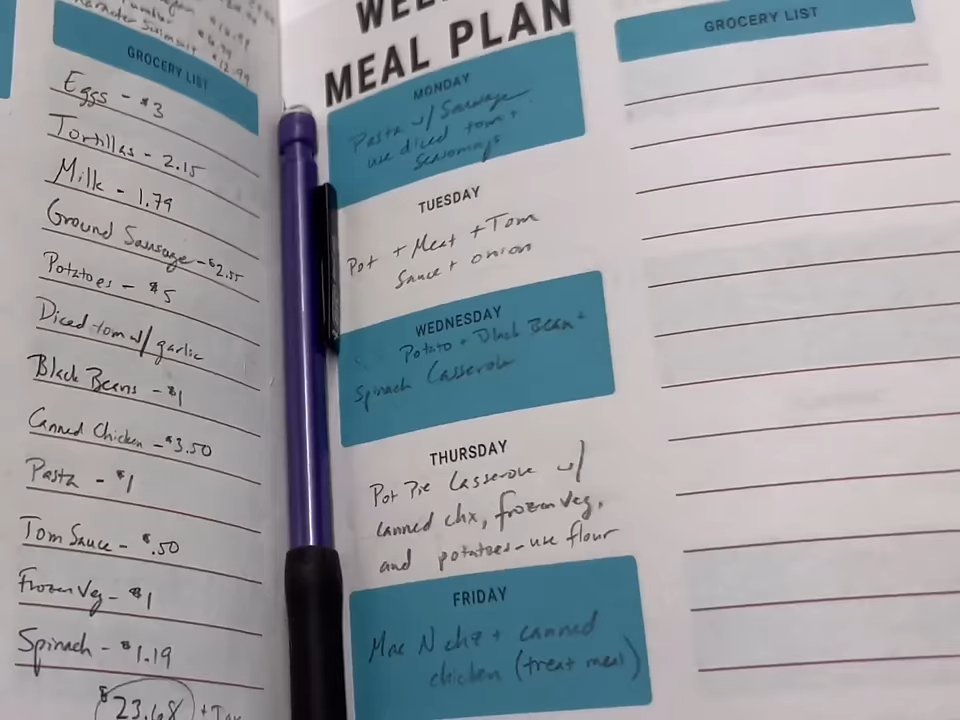 $12.99
GROCERY LIST
Eggs - $3
Tortillas - 2.15
Milk - 1.79
Ground Sausage - $2.55
Potatoes - $5
Diced tom w/ garlic
Black Beans - $1
Canned Chicken - $3.50
Pasta - $1
Tom Sauce - $.50
Frozen Veg - $1
Spinach - $1.19
$23.68 + Tax
MEAL PLAN
MONDAY
Pasta w/ Sausage
use diced tom +
seasonings
TUESDAY
Pot + Meat + Tom
Sauce + onion
WEDNESDAY
Potato + Black Bean +
Spinach Casserole
THURSDAY
Pot Pie Casserole w/
canned chx, frozen veg,
and potatoes - use flour
FRIDAY
Mac N chz + canned
chicken (treat meal)
GROCERY LIST